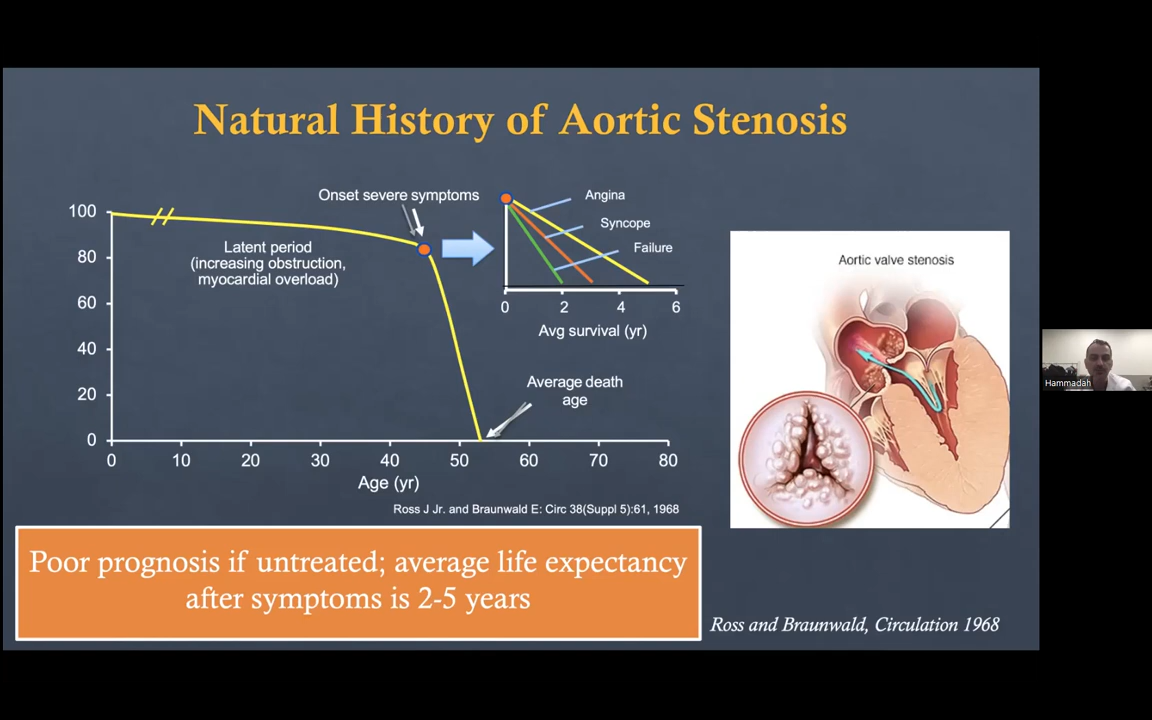 Natural History of Aortic Stenosis
Onset severe symptoms
100
80
60
40
20
0
Latent period
(increasing obstruction,
myocardial overload)
Angina
Syncope
Failure
0 2 4 6
Avg survival (yr)
Average death
age
0 10 20 30 40 50 60 70 80
Age (yr)
Ross J Jr. and Braunwald E: Circ 38(Suppl 5):61, 1968
Aortic valve stenosis
Hammadah
Poor prognosis if untreated; average life expectancy
after symptoms is 2-5 years
Ross and Braunwald, Circulation 1968